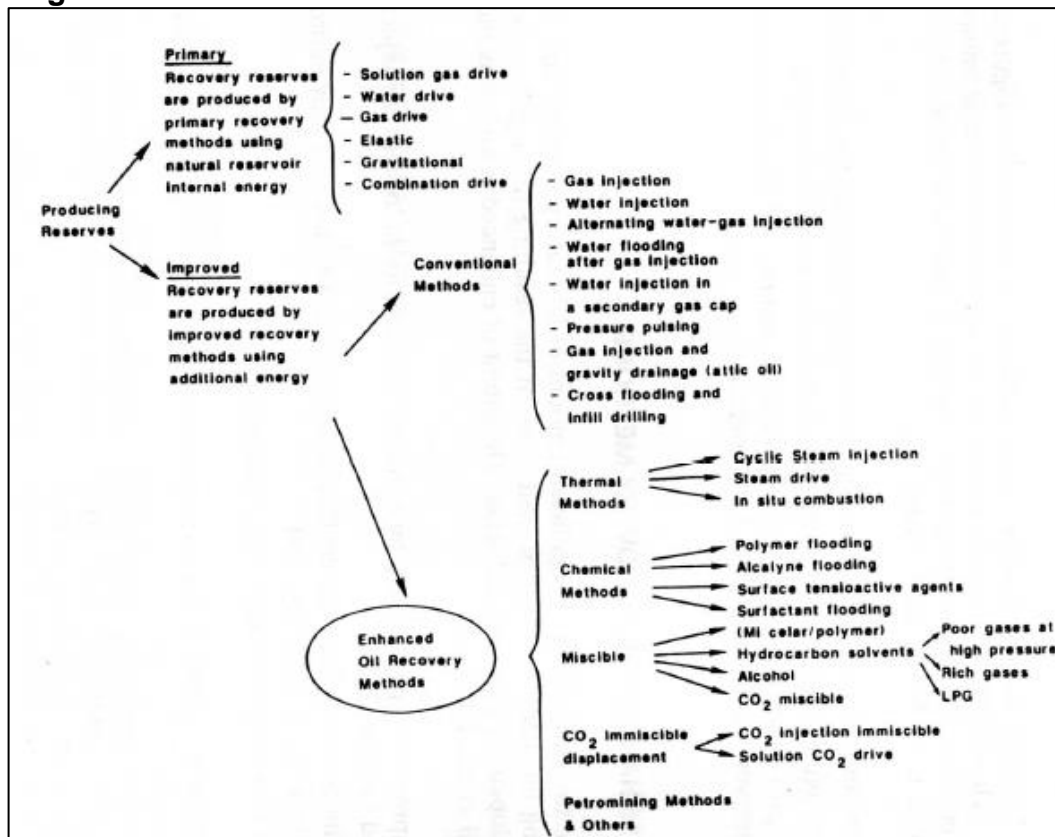 Primary
Recovery reserves
are produced by
primary recovery
methods using
natural reservoir
internal energy
- Solution gas drive
- Water drive
- Gas drive
- Elastic
- Gravitational
- Combination drive
Producing
Reserves
Improved
Recovery reserves
are produced by
improved recovery
methods using
additional energy
Conventional
Methods
- Gas injection
- Water injection
- Alternating water-gas injection
- Water flooding
after gas injection
- Water injection in
a secondary gas cap
- Pressure pulsing
- Gas injection and
gravity drainage (attic oil)
- Cross flooding and
infill drilling
Enhanced
Oil Recovery
Methods
Thermal
Methods
Cyclic Steam injection
Steam drive
In situ combustion
Chemical
Methods
Polymer flooding
Alcalyne flooding
Surface tensioactive agents
Surfactant flooding
Miscible
(Mi celar/polymer)
Hydrocarbon solvents
Alcohol
CO2 miscible
Poor gases at
high pressure
Rich gases
LPG
CO2 immiscible
displacement
CO2 injection immiscible
Solution CO2 drive
Petromining Methods
& Others